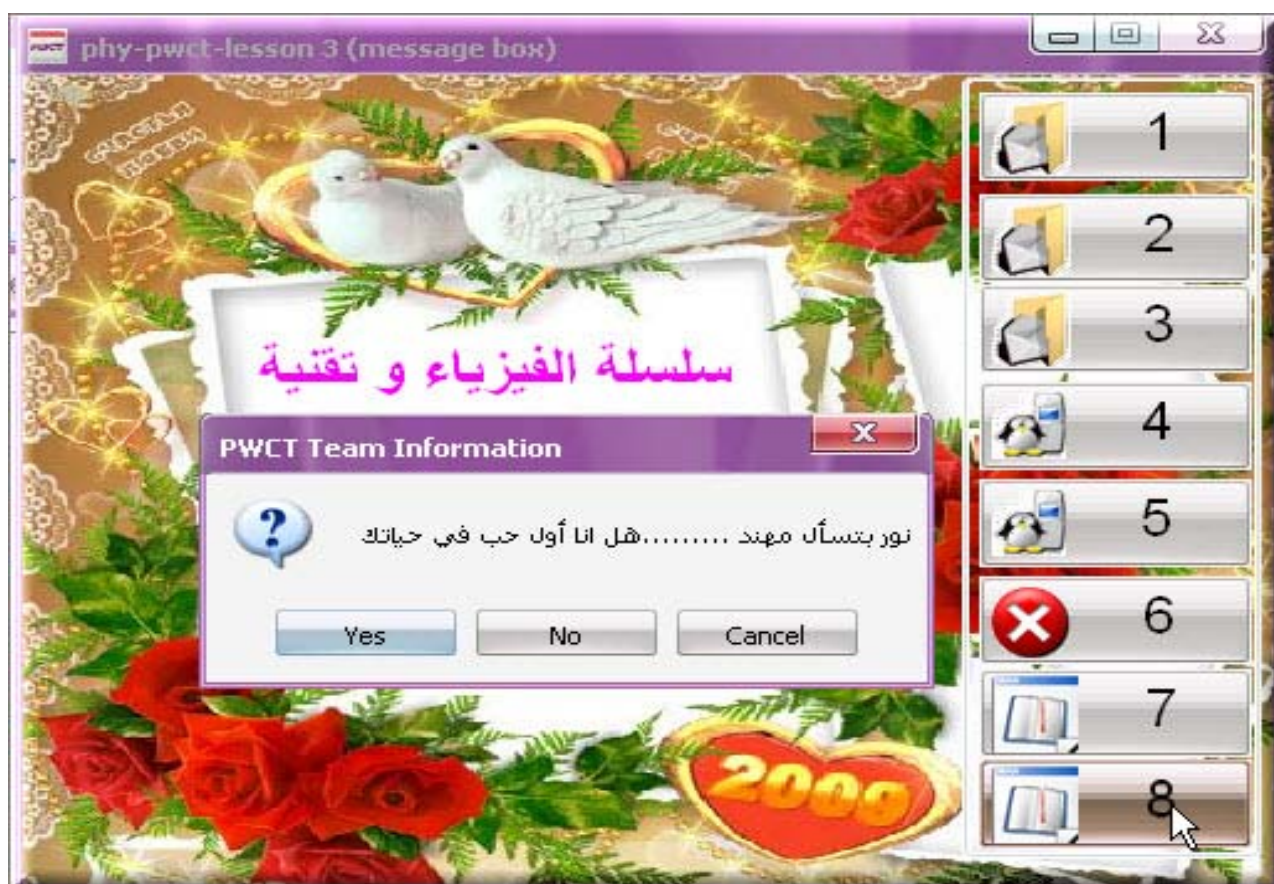 phy-pwct-lesson 3 (message box)
سلسلة الفيزياء و تقنية
PWCT Team Information
نور بتسأل مهند .........هل انا أول حب في حياتك
Yes
No
Cancel
1
2
3
4
5
6
7
8
2009